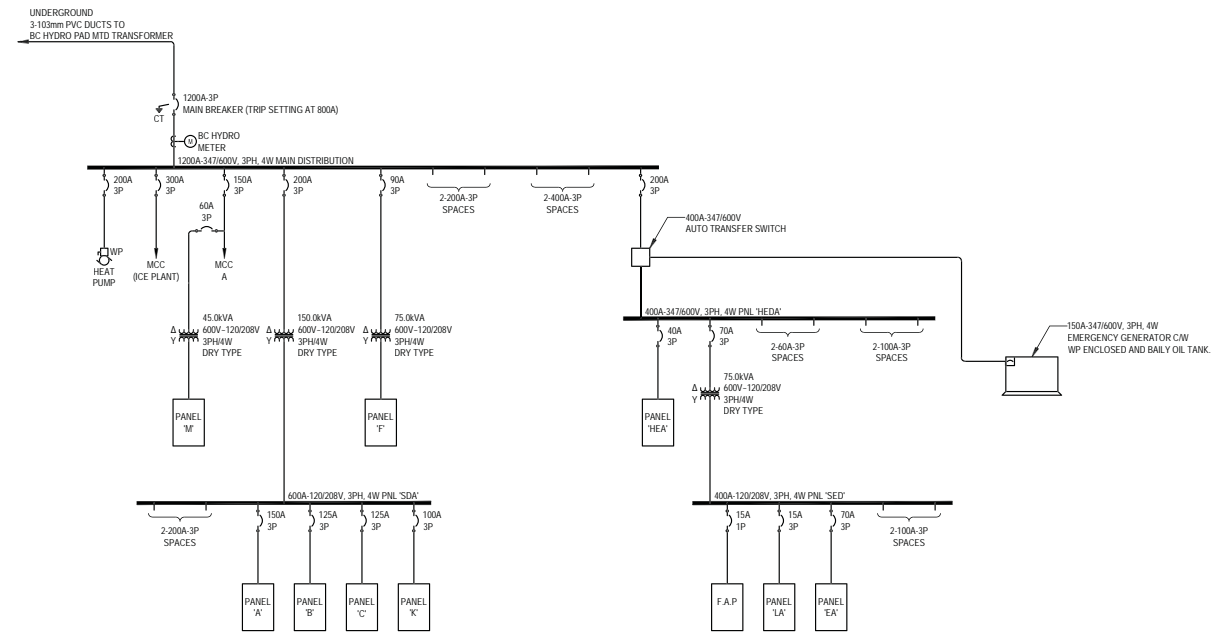 UNDERGROUND
3-103mm PVC DUCTS TO
BC HYDRO PAD MTD TRANSFORMER
1200A-3P
MAIN BREAKER (TRIP SETTING AT 800A)
CT
M
BC HYDRO
METER
1200A-347/600V, 3PH, 4W MAIN DISTRIBUTION
200A
3P
300A
3P
150A
3P
200A
3P
90A
3P
2-200A-3P
SPACES
2-400A-3P
SPACES
200A
3P
60A
3P
WP
HEAT
PUMP
MCC
(ICE PLANT)
MCC
A
400A-347/600V
AUTO TRANSFER SWITCH
Δ
Y
45.0kVA
600V~120/208V
3PH/4W
DRY TYPE
Δ
Y
150.0kVA
600V~120/208V
3PH/4W
DRY TYPE
Δ
Y
75.0kVA
600V~120/208V
3PH/4W
DRY TYPE
400A-347/600V, 3PH, 4W PNL 'HEDA'
40A
3P
70A
3P
2-60A-3P
SPACES
2-100A-3P
SPACES
150A-347/600V, 3PH, 4W
EMERGENCY GENERATOR C/W
WP ENCLOSED AND BAILY OIL TANK.
Δ
Y
75.0kVA
600V~120/208V
3PH/4W
DRY TYPE
PANEL
'M'
PANEL
'F'
PANEL
'HEA'
600A-120/208V, 3PH, 4W PNL 'SDA'
2-200A-3P
SPACES
150A
3P
125A
3P
125A
3P
100A
3P
400A-120/208V, 3PH, 4W PNL 'SED'
15A
1P
15A
3P
70A
3P
2-100A-3P
SPACES
PANEL
'A'
PANEL
'B'
PANEL
'C'
PANEL
'K'
F.A.P
PANEL
'LA'
PANEL
'EA'